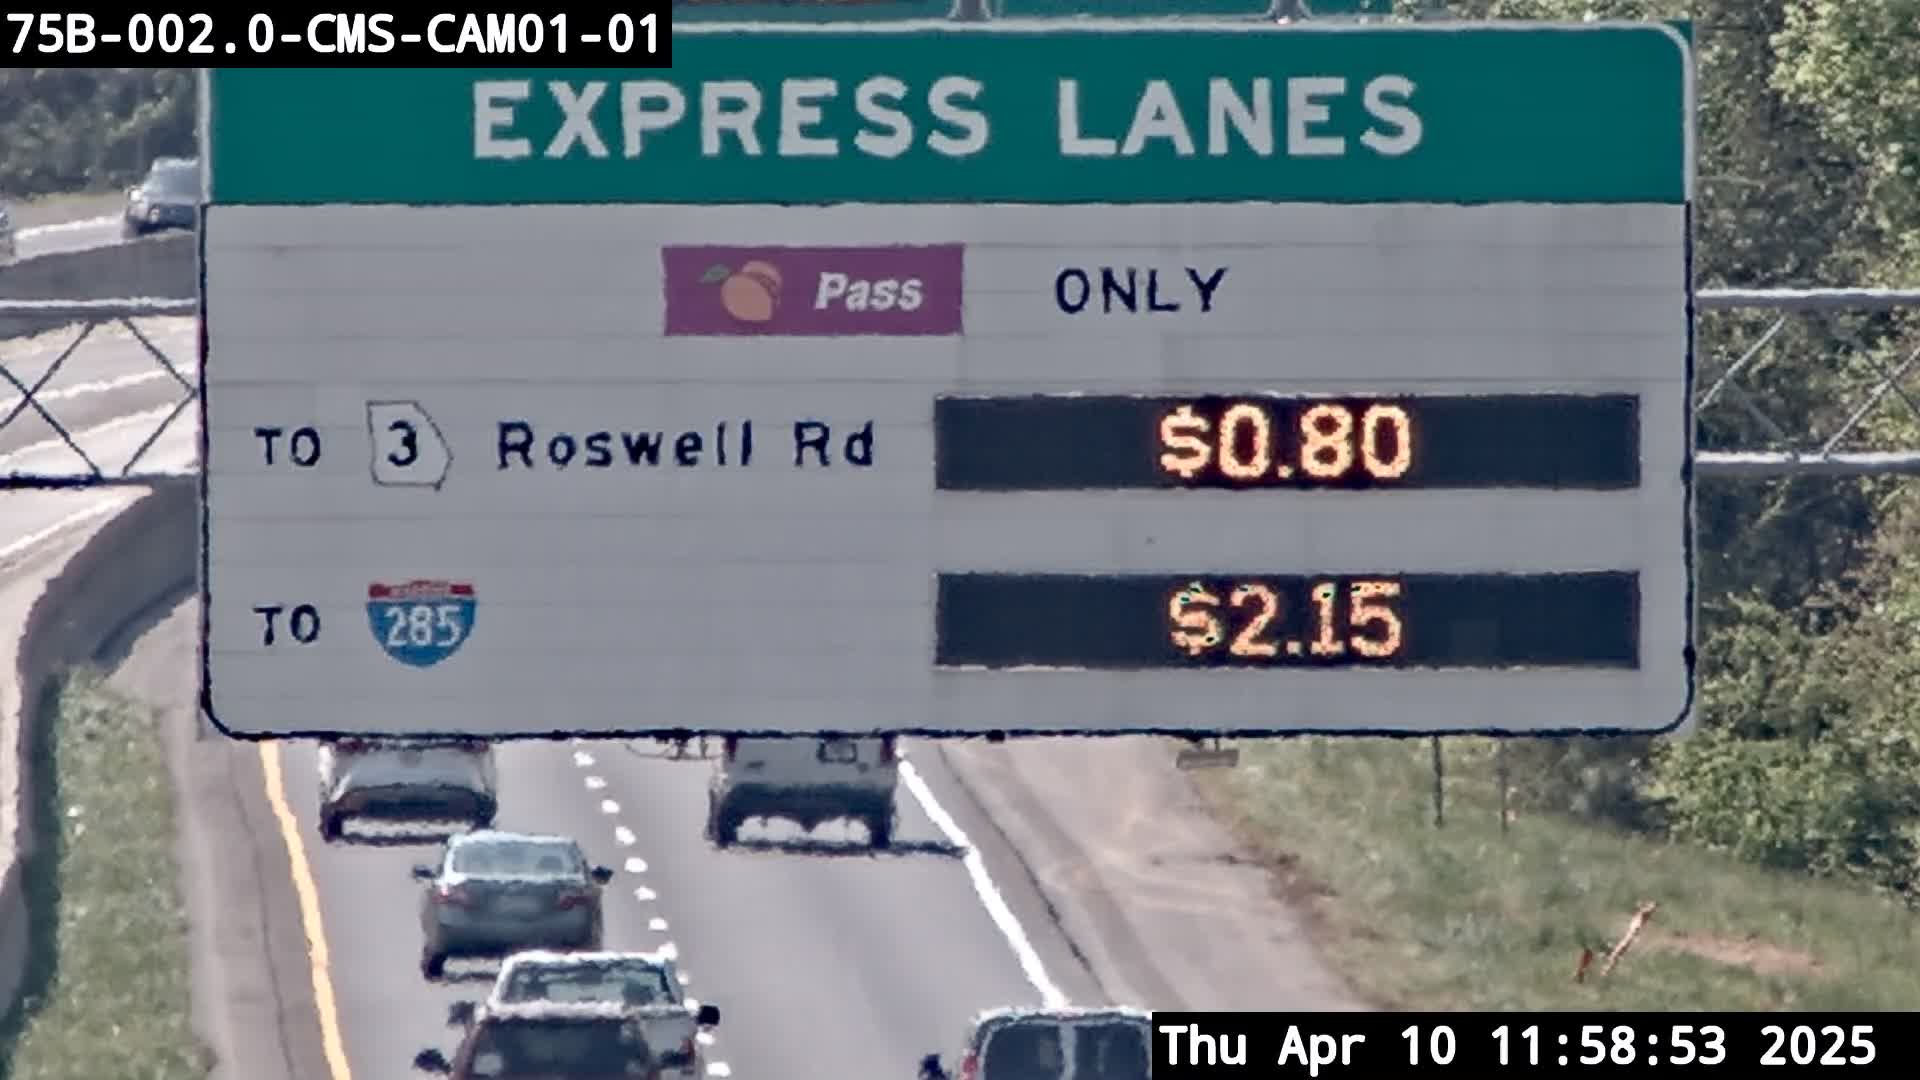 75B-002.0-CMS-CAM01-01
EXPRESS LANES
Pass ONLY
TO 3 Roswell Rd $0.80
TO 285 $2.15
Thu Apr 10 11:58:53 2025